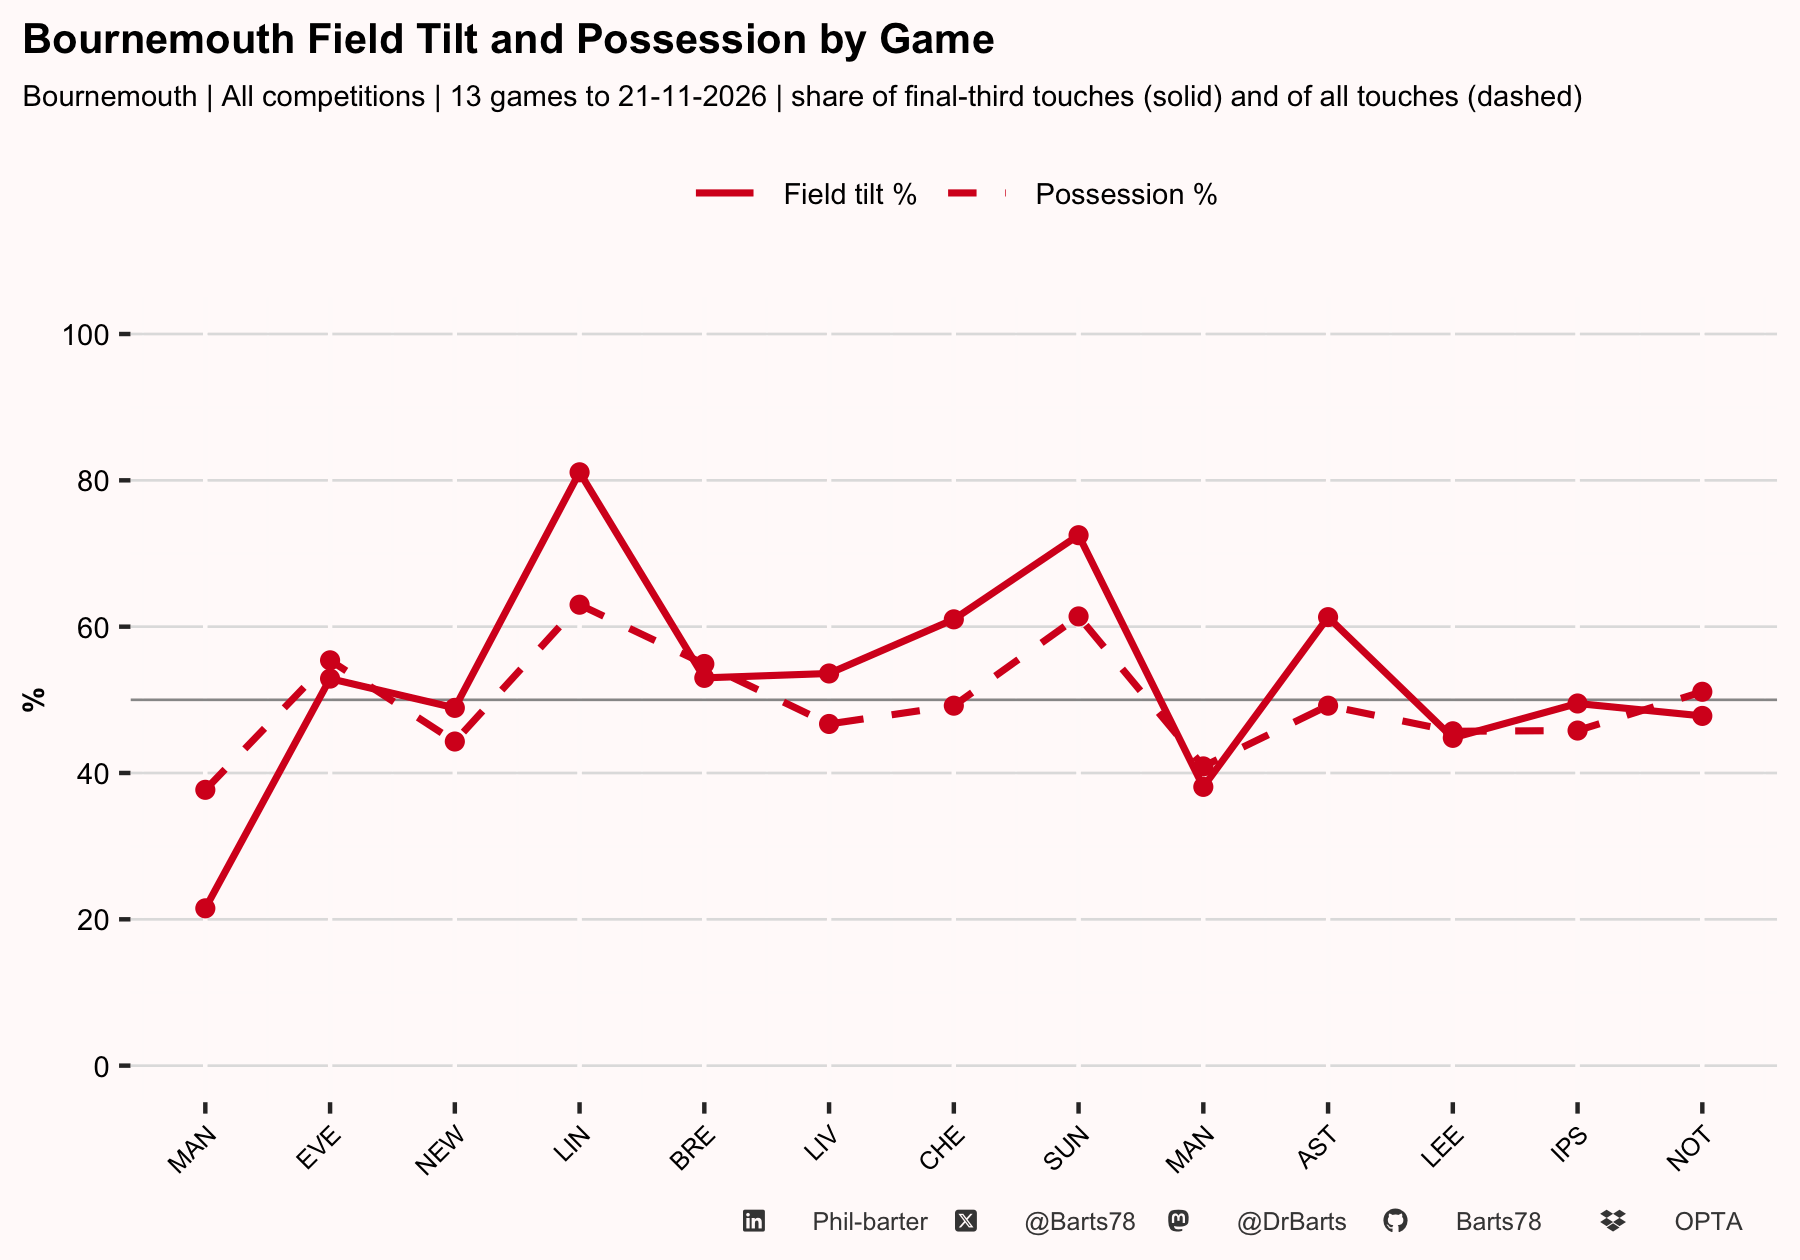 Bournemouth Field Tilt and Possession by Game
Bournemouth | All competitions | 13 games to 21-11-2026 | share of final-third touches (solid) and of all touches (dashed)
Field tilt % Possession %
100
80
60
40
20
0
%
MAN EVE NEW LIN BRE LIV CHE SUN MAN AST LEE IPS NOT
Phil-barter @Barts78 @DrBarts Barts78 OPTA